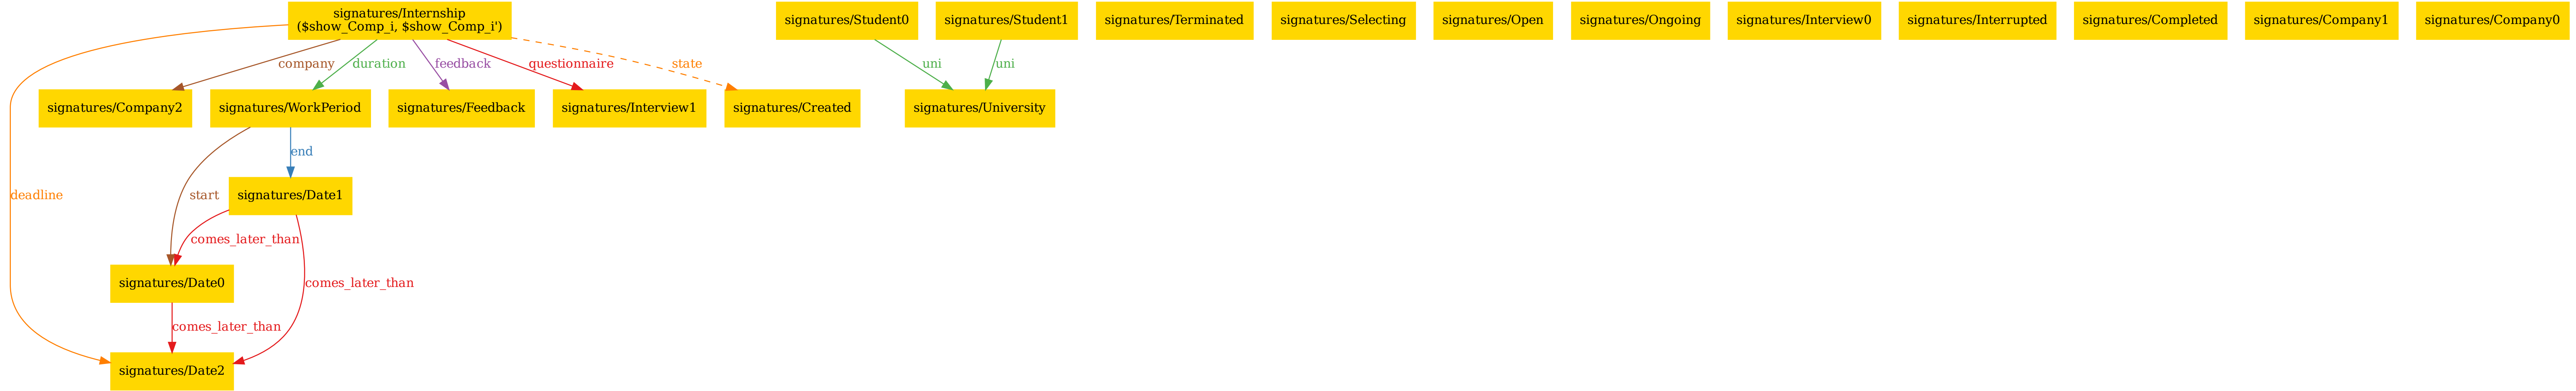 signatures/Internship
($show_Comp_i, $show_Comp_i')
signatures/Student0
signatures/Student1
signatures/Terminated
signatures/Selecting
signatures/Open
signatures/Ongoing
signatures/Interview0
signatures/Interrupted
signatures/Completed
signatures/Company1
signatures/Company0
company
duration
feedback
questionnaire
state
uni
uni
signatures/Company2
signatures/WorkPeriod
signatures/Feedback
signatures/Interview1
signatures/Created
signatures/University
end
deadline
start
signatures/Date1
comes_later_than
signatures/Date0
comes_later_than
comes_later_than
signatures/Date2